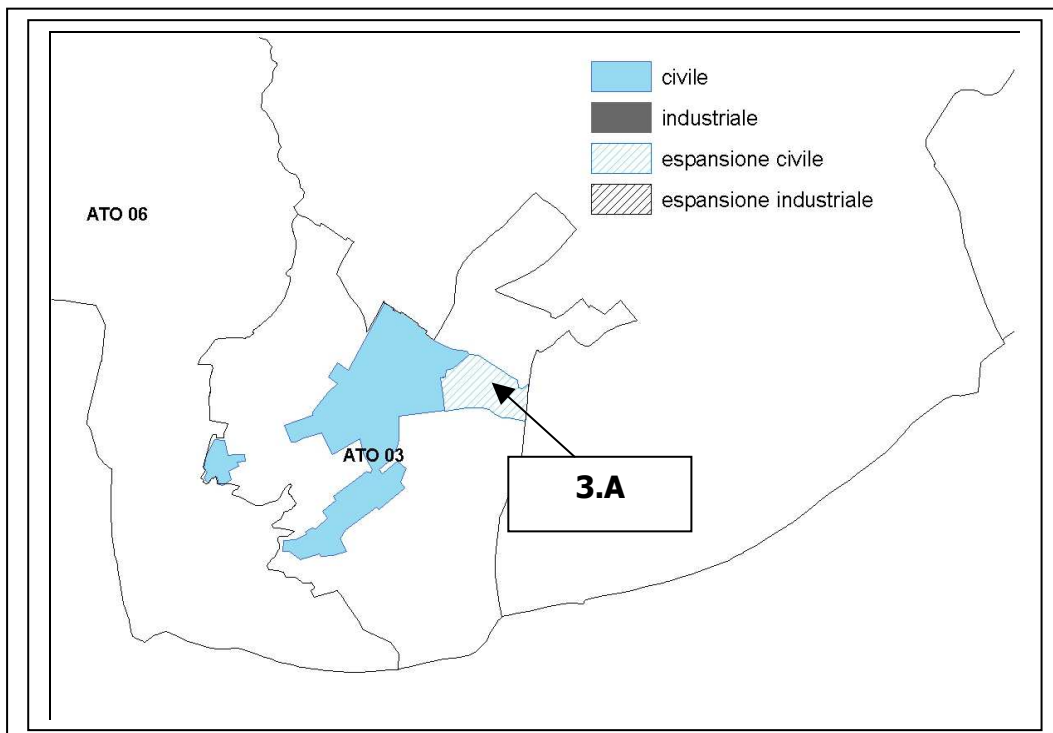 civile
industriale
espansione civile
espansione industriale
ATO 06
ATO 03
3.A